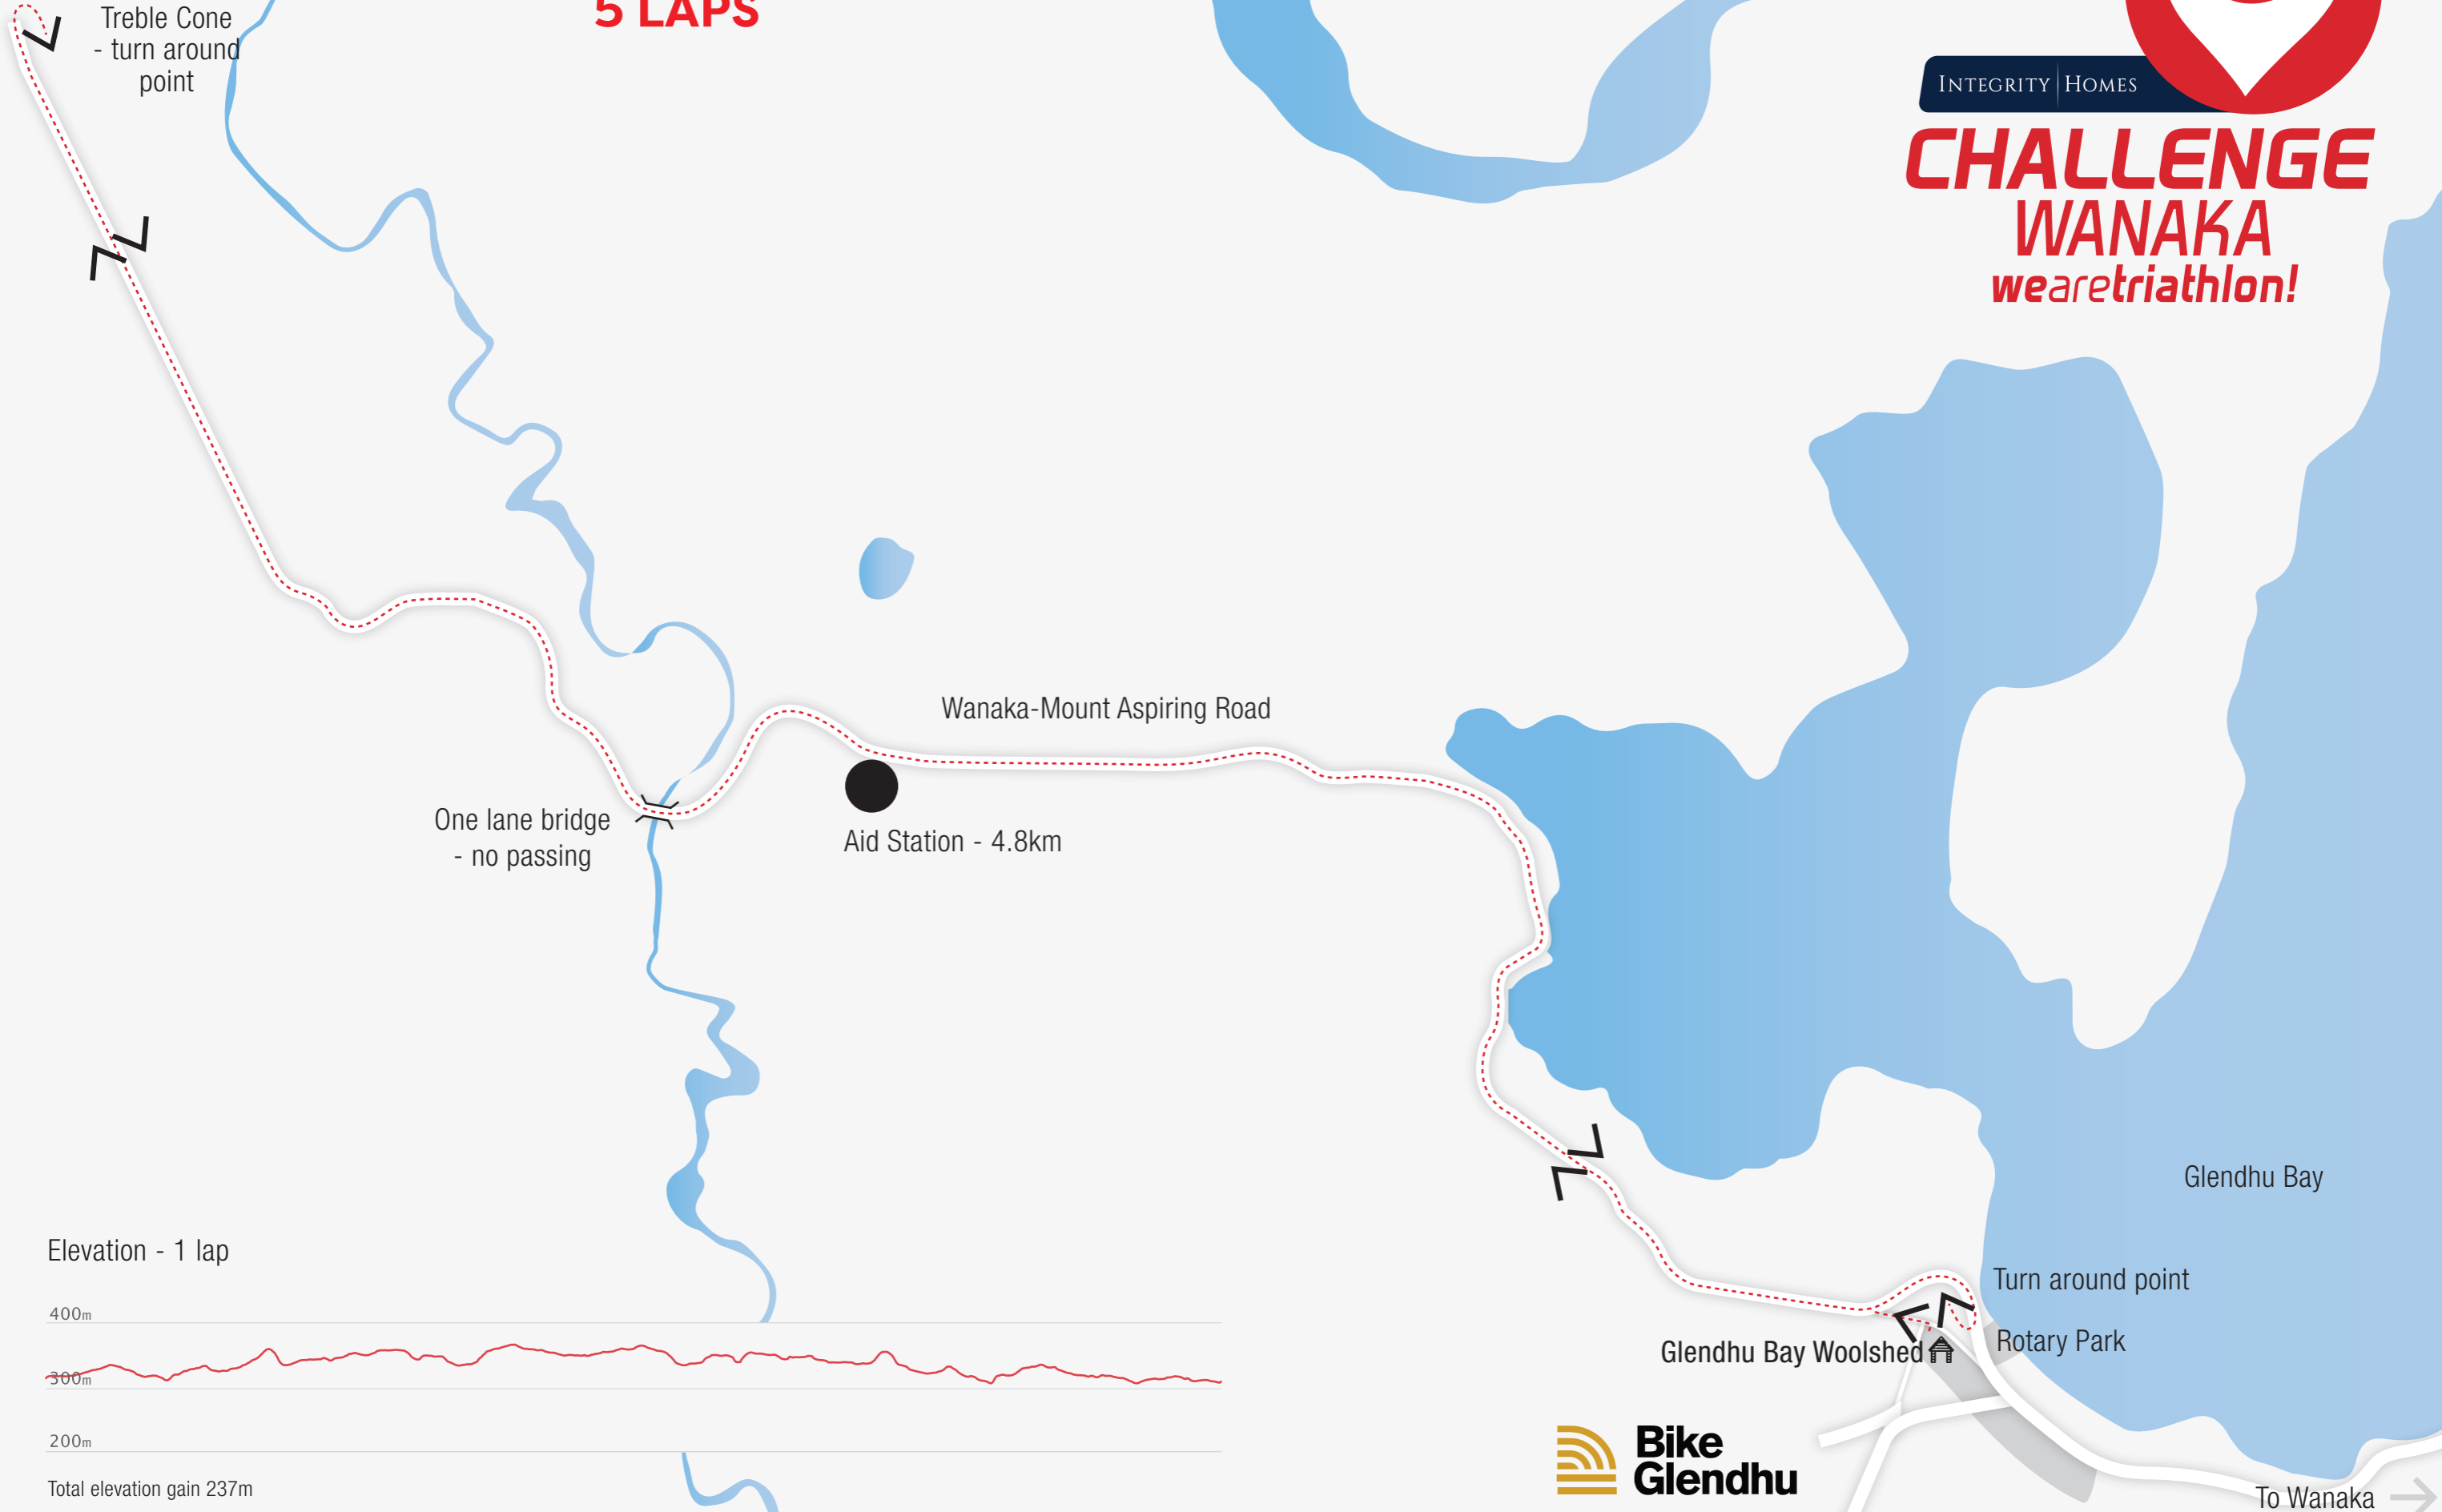 Treble Cone
- turn around
point
5 LAPS
INTEGRITY HOMES
CHALLENGE
WANAKA
wearetriathlon!
Wanaka-Mount Aspiring Road
One lane bridge
- no passing
Aid Station - 4.8km
Glendhu Bay
Turn around point
Rotary Park
Glendhu Bay Woolshed
Elevation - 1 lap
400m
300m
200m
Total elevation gain 237m
Bike
Glendhu
To Wanaka